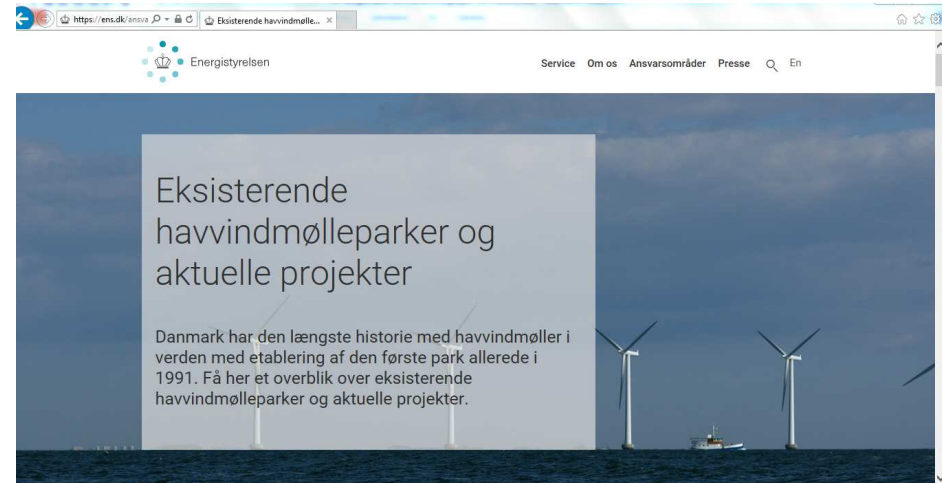 https://ens.dk/ansva
Eksisterende havvindmølle...
Energistyrelsen
Service Om os Ansvarsområder Presse En
Eksisterende
havvindmølleparker og
aktuelle projekter
Danmark har den længste historie med havvindmøller i
verden med etablering af den første park allerede i
1991. Få her et overblik over eksisterende
havvindmølleparker og aktuelle projekter.